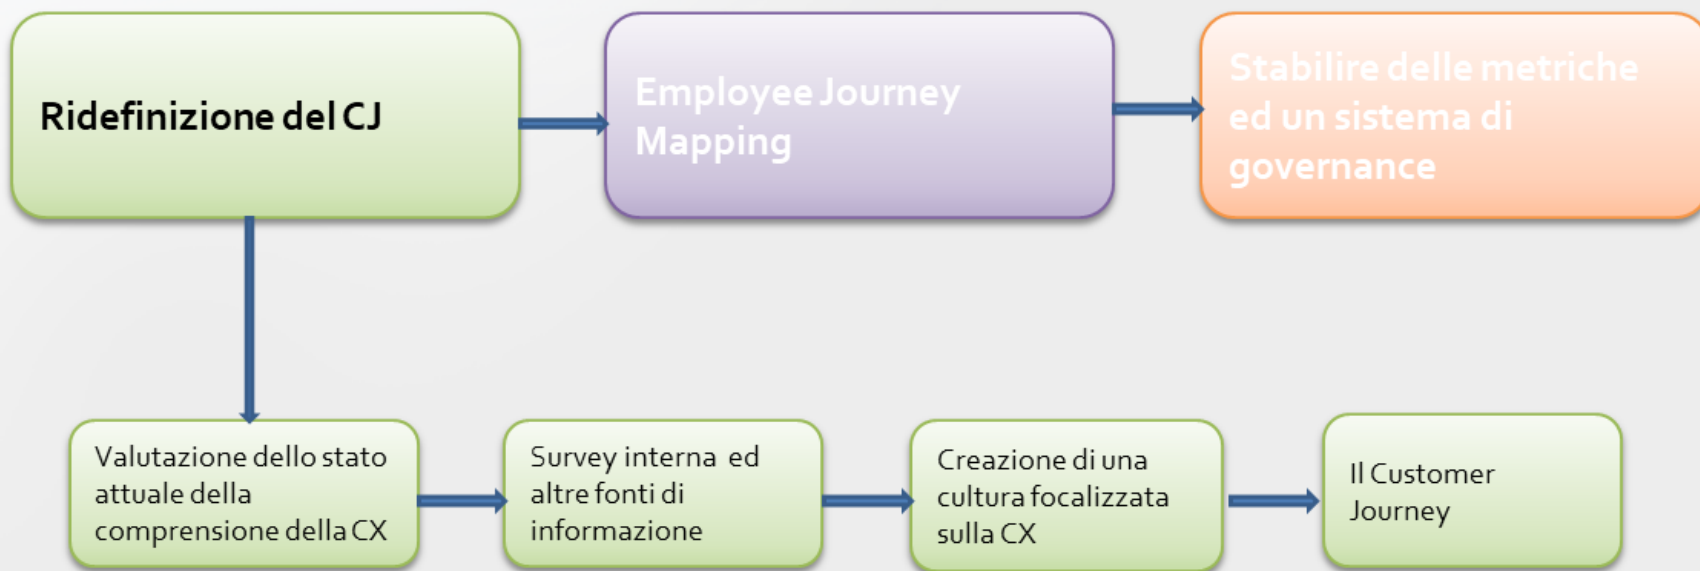 Ridefinizione del CJ
Employee Journey
Mapping
Stabilire delle metriche
ed un sistema di
governance
Valutazione dello stato
attuale della
comprensione della CX
Survey interna ed
altre fonti di
informazione
Creazione di una
cultura focalizzata
sulla CX
Il Customer
Journey